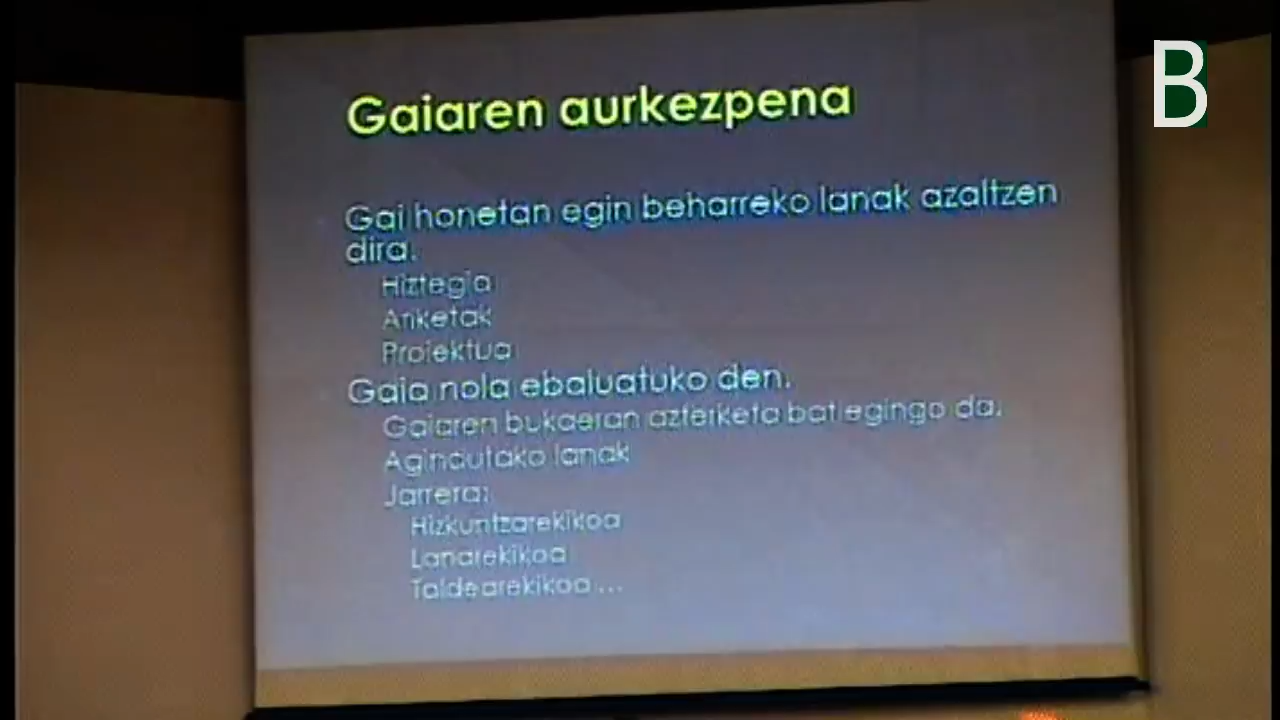 B
Gaiaren aurkezpena
Gai honetan egin beharreko lanak azaltzen
dira.
Hiztegia
Anketak
Proiektua
Gaia nola ebaluatuko den.
Gaiaren bukaeran azterketa bat egingo da.
Agindutako lanak
Jarrera:
Hizkuntzarekikoa
Lanarekikoa
Taldearekikoa ...